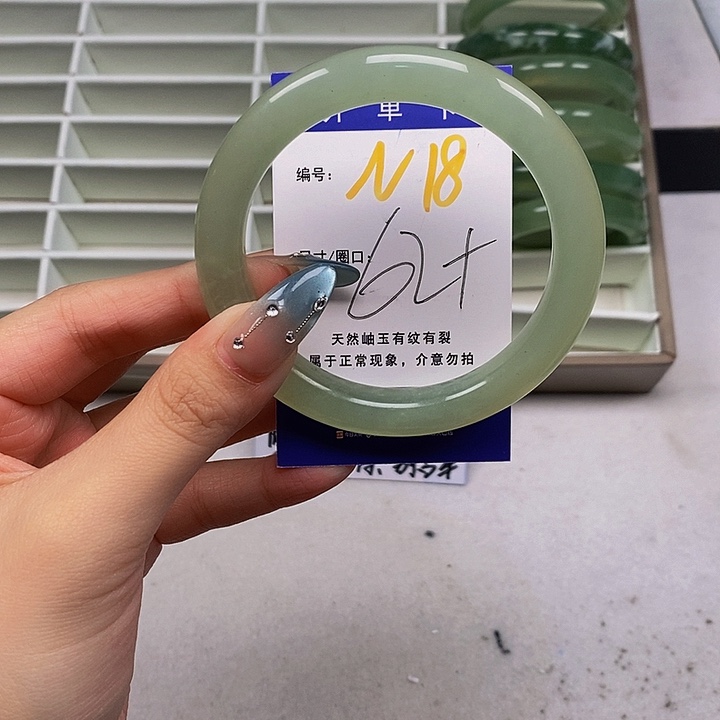 单
编号: N18
尺寸/圈口: 62+
天然岫玉有纹有裂
属于正常现象，介意勿拍